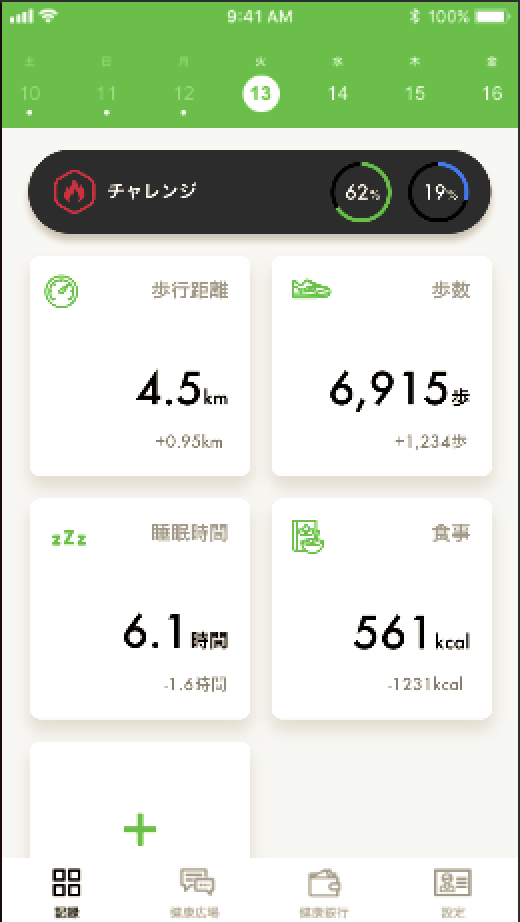 9:41 AM 100%
土 日 月 火 水 木 金
10 11 12 13 14 15 16
チャレンジ 62% 19%
歩行距離
4.5km
+0.95km
歩数
6,915歩
+1,234歩
zZz
睡眠時間
6.1時間
-1.6時間
食事
561kcal
-1231kcal
+
記録 健康広場 健康銀行 設定